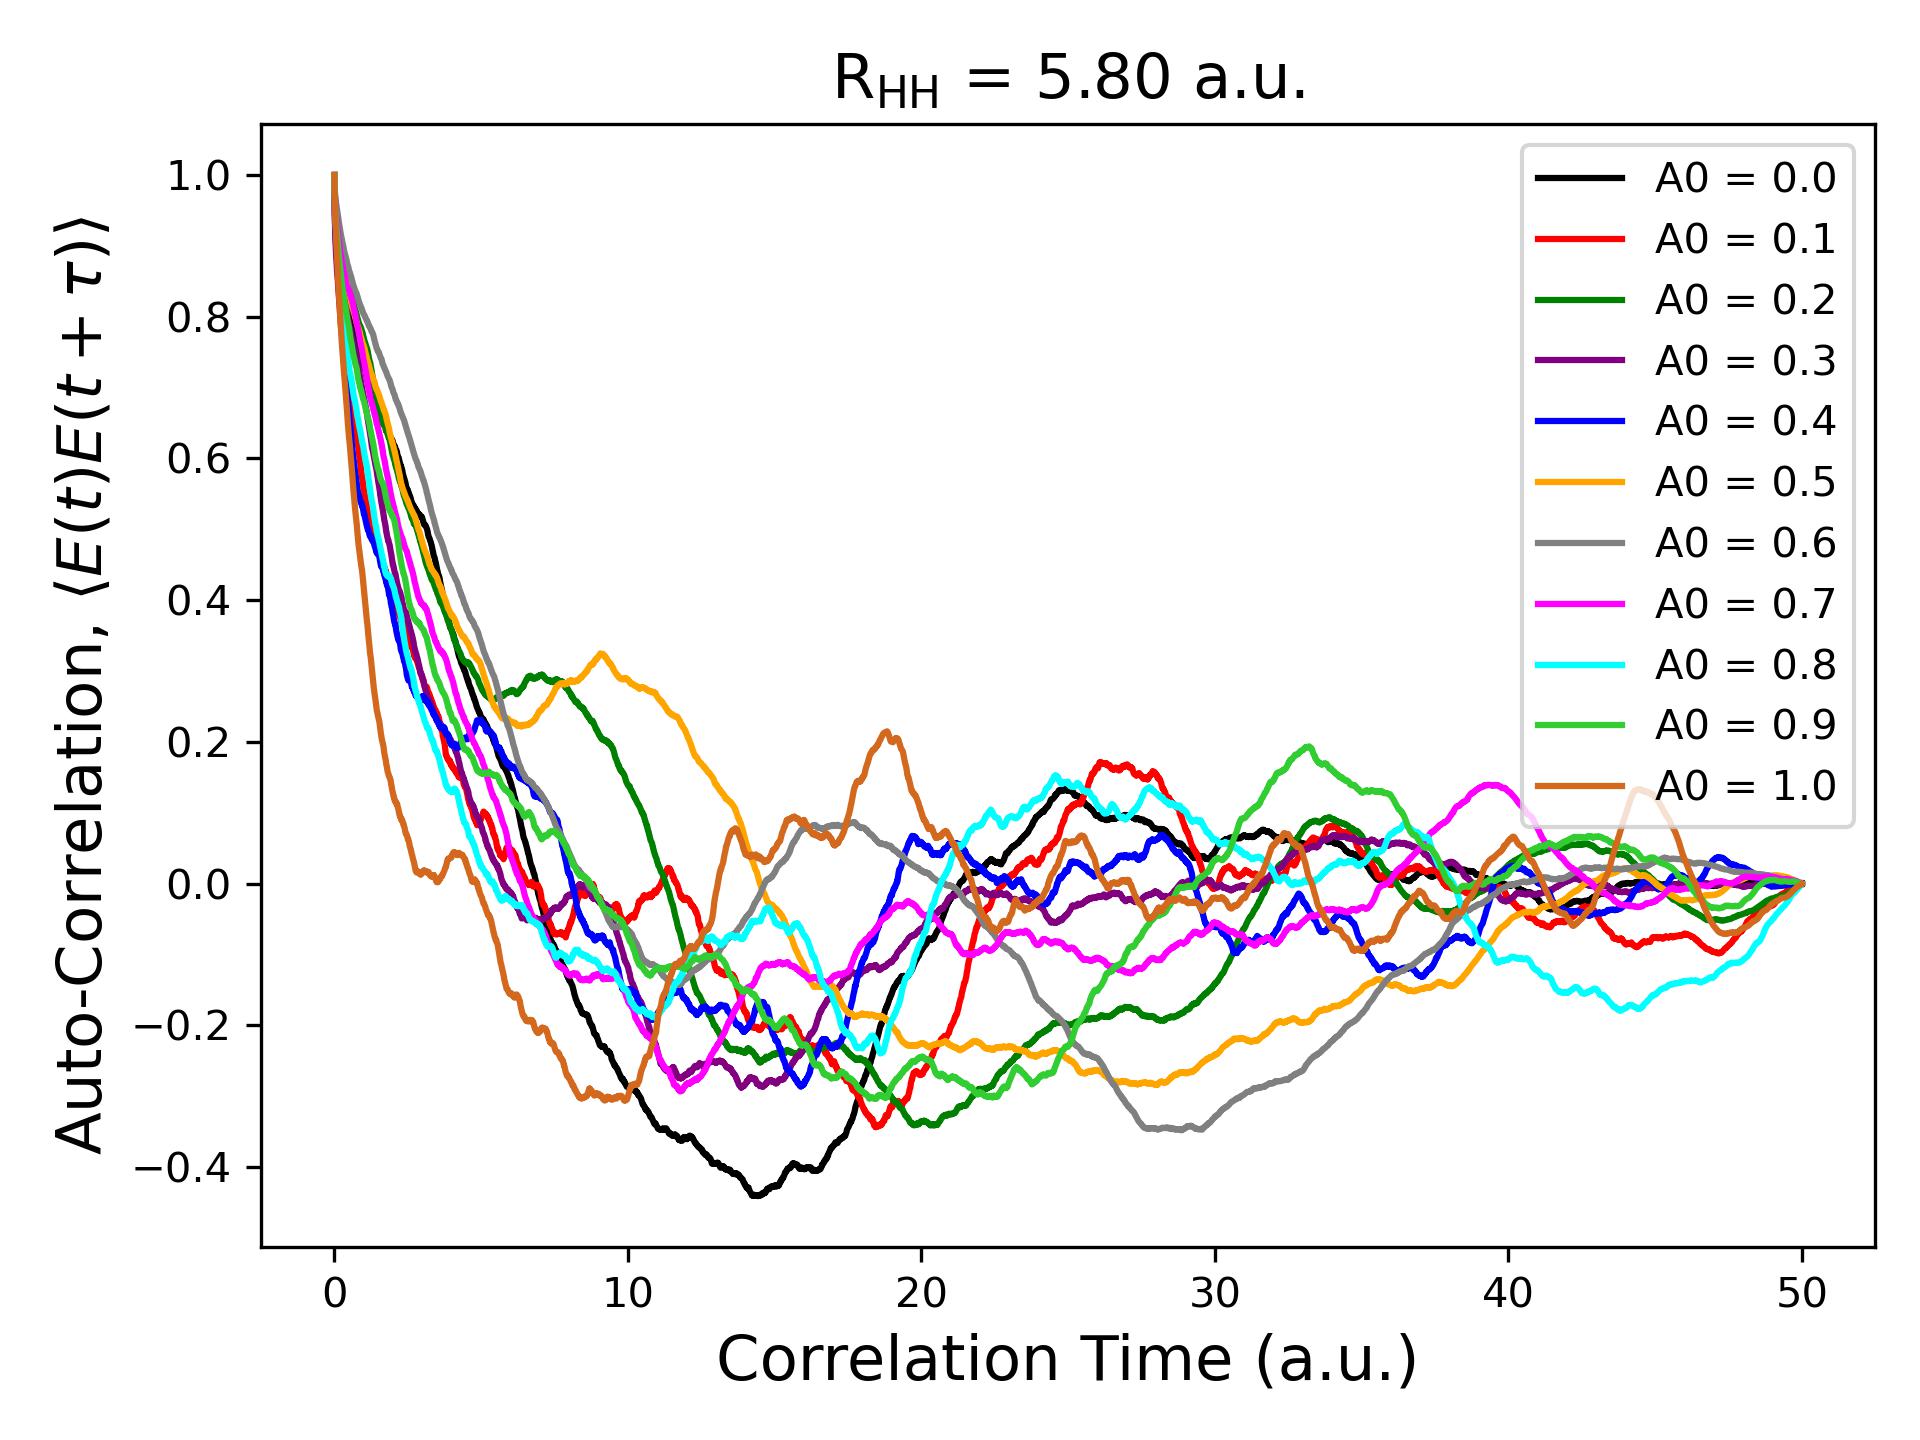 R_HH = 5.80 a.u.
Auto-Correlation, ⟨E(t)E(t + τ)⟩
1.0
0.8
0.6
0.4
0.2
0.0
−0.2
−0.4
A0 = 0.0
A0 = 0.1
A0 = 0.2
A0 = 0.3
A0 = 0.4
A0 = 0.5
A0 = 0.6
A0 = 0.7
A0 = 0.8
A0 = 0.9
A0 = 1.0
0 10 20 30 40 50
Correlation Time (a.u.)